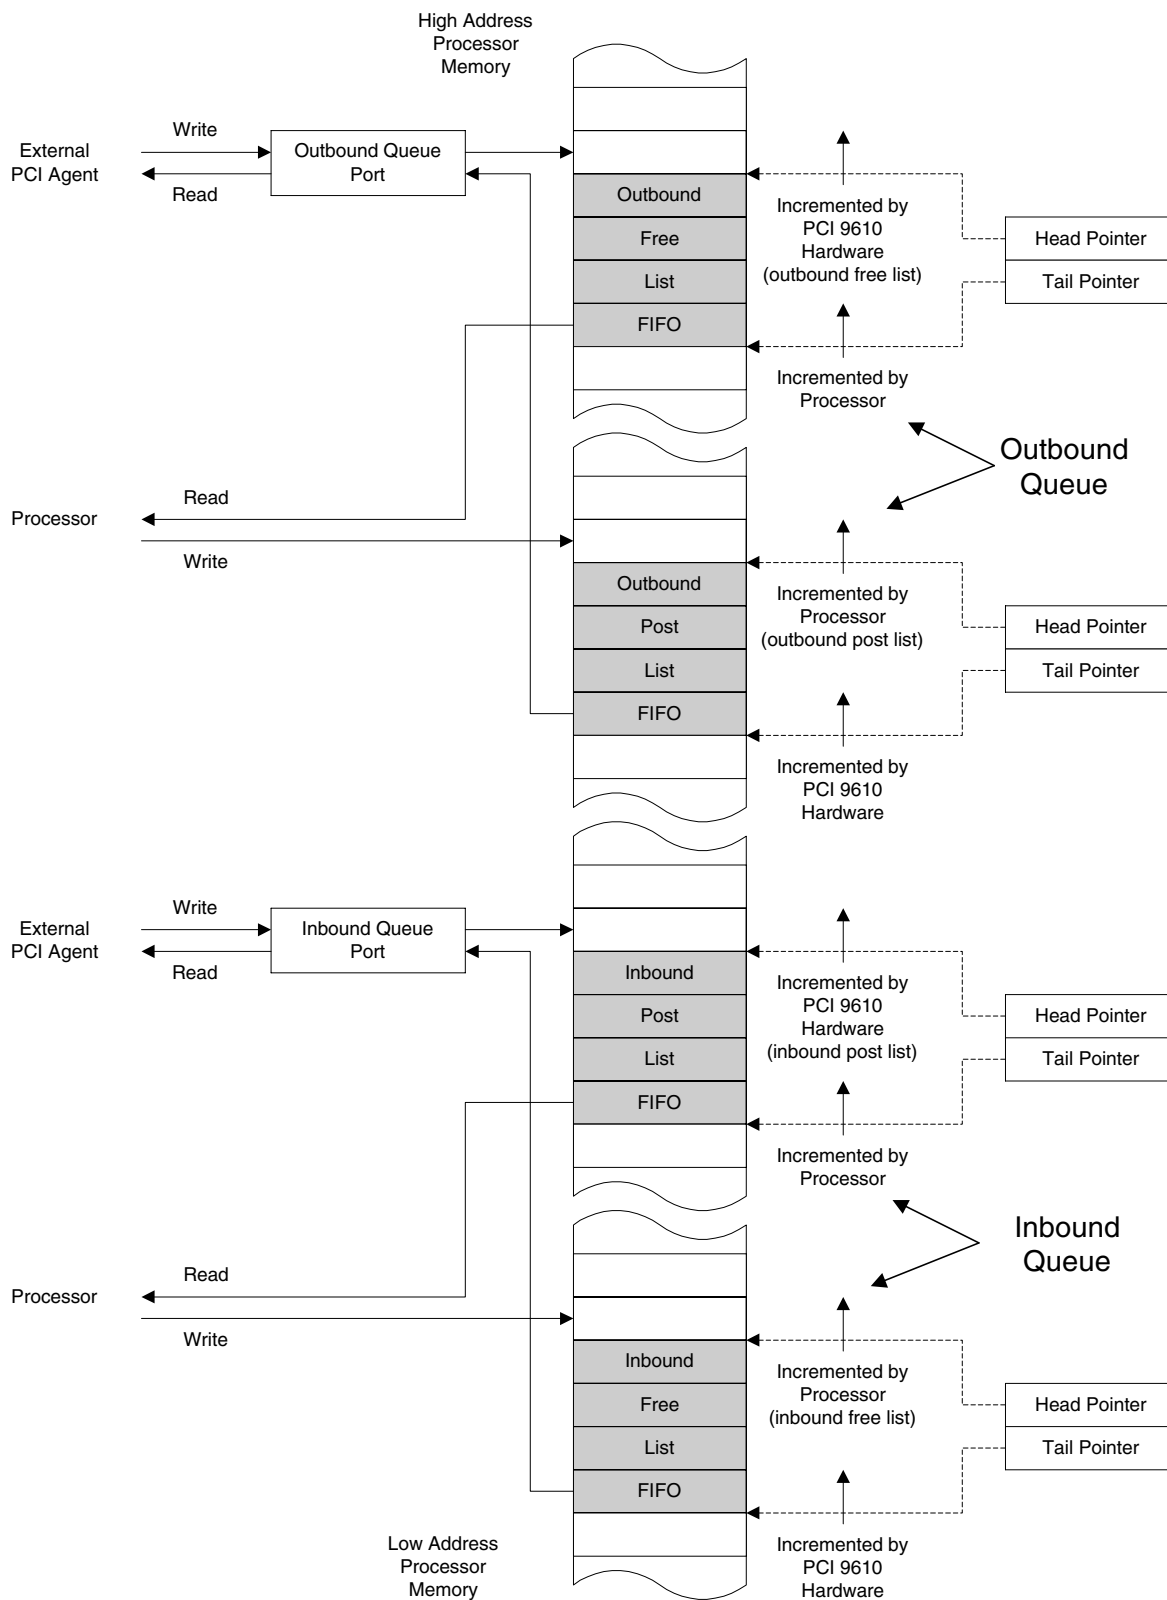 High Address
Processor
Memory
External
PCI Agent
Write
Read
Outbound Queue
Port
Outbound
Free
List
FIFO
Incremented by
PCI 9610
Hardware
(outbound free list)
Head Pointer
Tail Pointer
Incremented by
Processor
Outbound
Queue
Processor
Read
Write
Outbound
Post
List
FIFO
Incremented by
Processor
(outbound post list)
Head Pointer
Tail Pointer
Incremented by
PCI 9610
Hardware
External
PCI Agent
Write
Read
Inbound Queue
Port
Inbound
Post
List
FIFO
Incremented by
PCI 9610
Hardware
(inbound post list)
Head Pointer
Tail Pointer
Incremented by
Processor
Inbound
Queue
Processor
Read
Write
Inbound
Free
List
FIFO
Incremented by
Processor
(inbound free list)
Head Pointer
Tail Pointer
Low Address
Processor
Memory
Incremented by
PCI 9610
Hardware